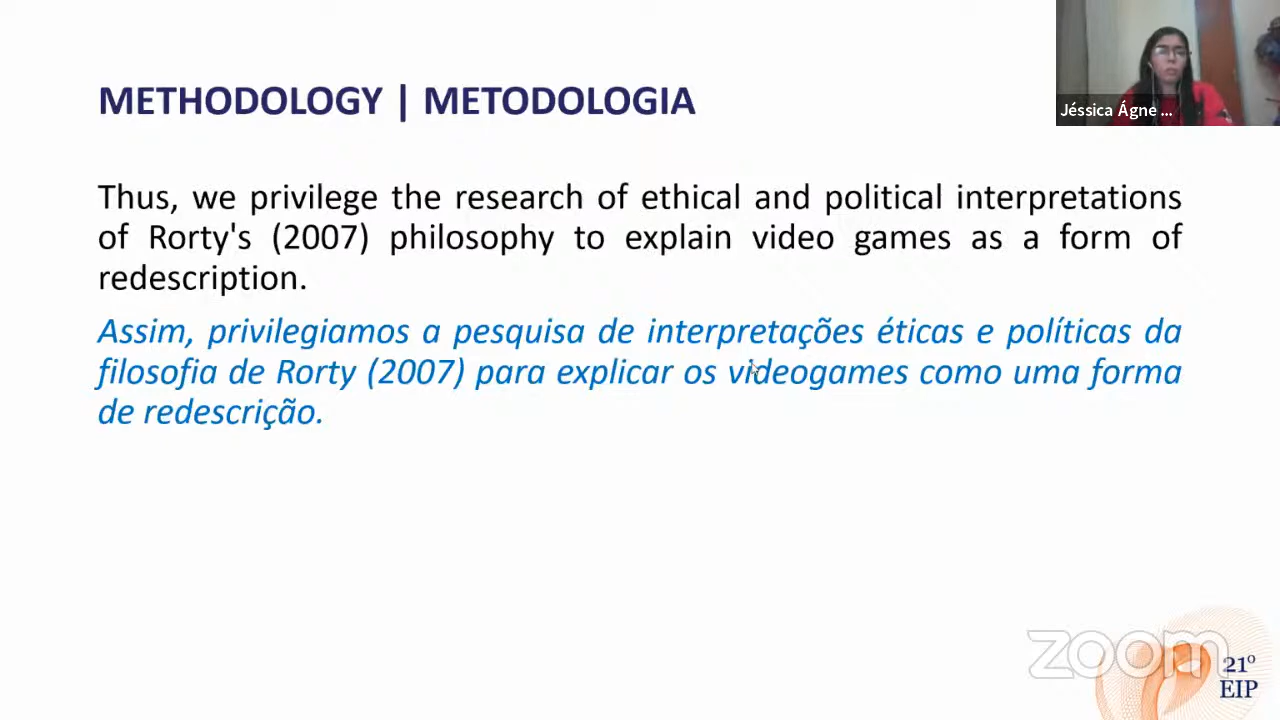 METHODOLOGY | METODOLOGIA
Jéssica Ágne ...
Thus, we privilege the research of ethical and political interpretations
of Rorty's (2007) philosophy to explain video games as a form of
redescription.
Assim, privilegiamos a pesquisa de interpretações éticas e políticas da
filosofia de Rorty (2007) para explicar os videogames como uma forma
de redescrição.
zoom
21º
EIP